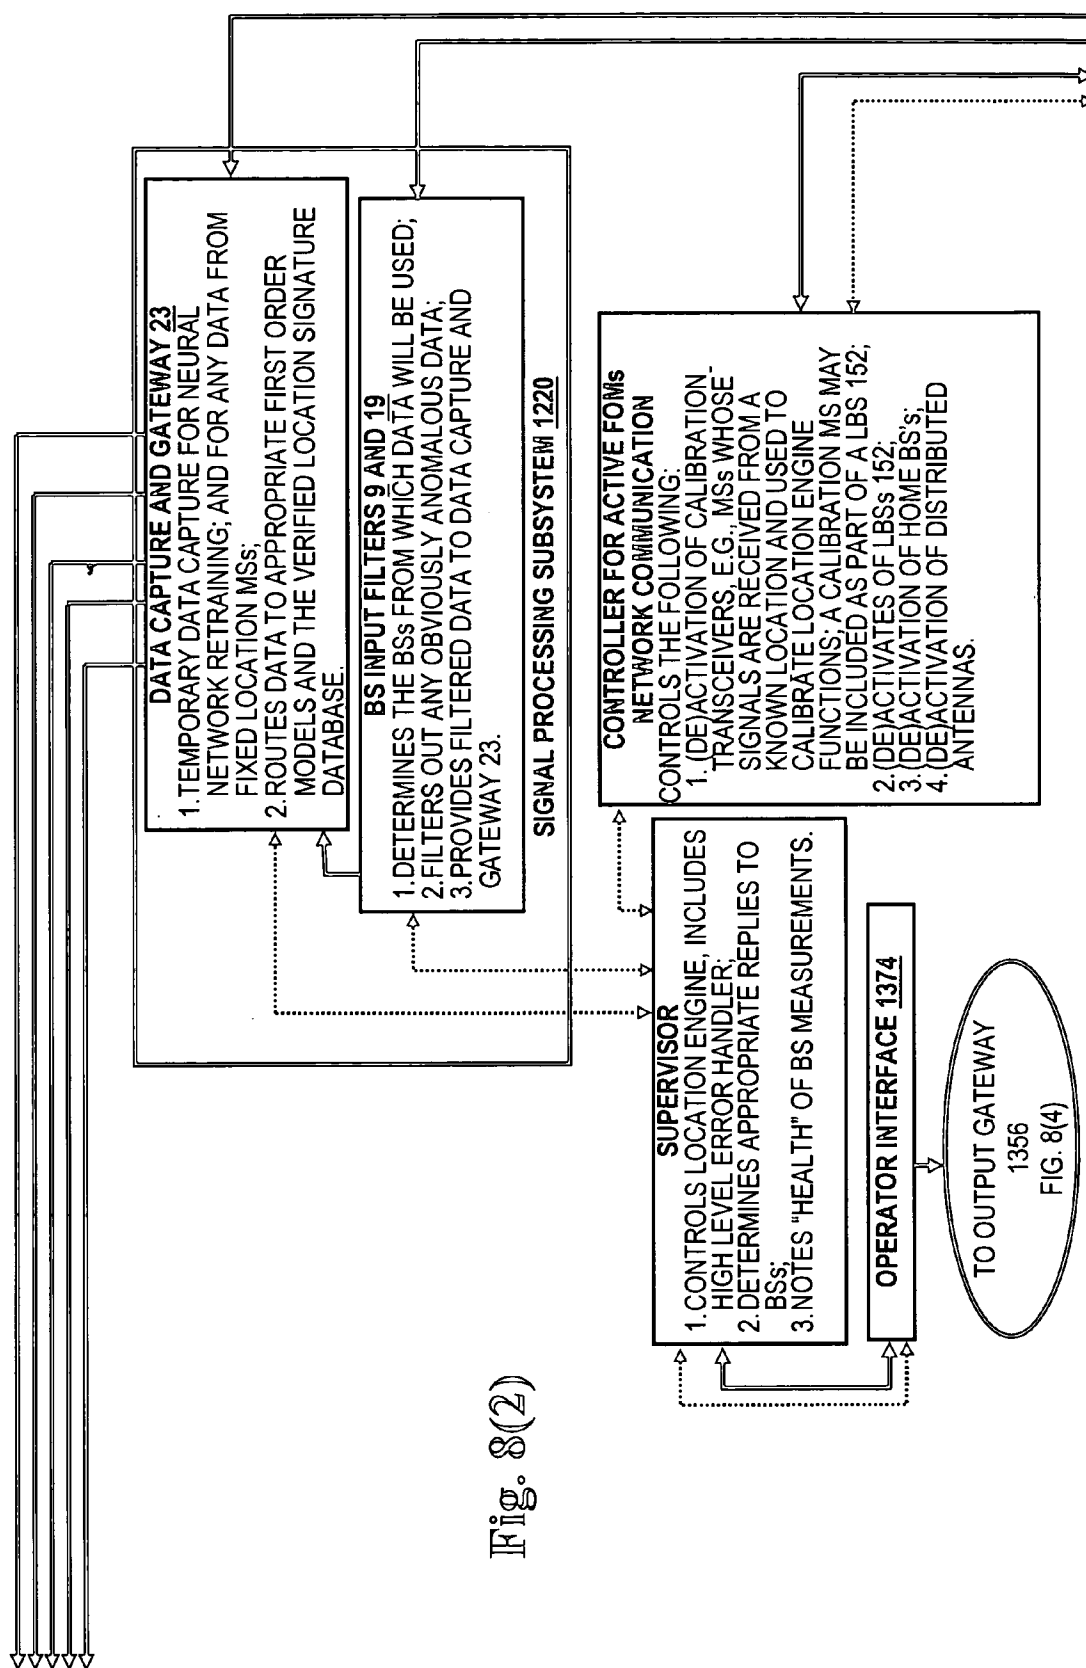 DATA CAPTURE AND GATEWAY 23
1. TEMPORARY DATA CAPTURE FOR NEURAL
NETWORK RETRAINING; AND FOR ANY DATA FROM
FIXED LOCATION MSs;
2. ROUTES DATA TO APPROPRIATE FIRST ORDER
MODELS AND THE VERIFIED LOCATION SIGNATURE
DATABASE.
BS INPUT FILTERS 9 AND 19
1. DETERMINES THE BSs FROM WHICH DATA WILL BE USED;
2. FILTERS OUT ANY OBVIOUSLY ANOMALOUS DATA;
3. PROVIDES FILTERED DATA TO DATA CAPTURE AND
GATEWAY 23.
SIGNAL PROCESSING SUBSYSTEM 1220
CONTROLLER FOR ACTIVE FOMs
NETWORK COMMUNICATION
CONTROLS THE FOLLOWING:
1. (DE)ACTIVATION OF CALIBRATION-
TRANSCEIVERS, E.G., MSs WHOSE
SIGNALS ARE RECEIVED FROM A
KNOWN LOCATION AND USED TO
CALIBRATE LOCATION ENGINE
FUNCTIONS; A CALIBRATION MS MAY
BE INCLUDED AS PART OF A LBS 152;
2. (DE)ACTIVATES OF LBSs 152;
3. (DE)ACTIVATION OF HOME BS's;
4. (DE)ACTIVATION OF DISTRIBUTED
ANTENNAS.
SUPERVISOR
1. CONTROLS LOCATION ENGINE, INCLUDES
HIGH LEVEL ERROR HANDLER;
2. DETERMINES APPROPRIATE REPLIES TO
BSs;
3. NOTES "HEALTH" OF BS MEASUREMENTS.
OPERATOR INTERFACE 1374
TO OUTPUT GATEWAY
1356
FIG. 8(4)
Fig. 8(2)